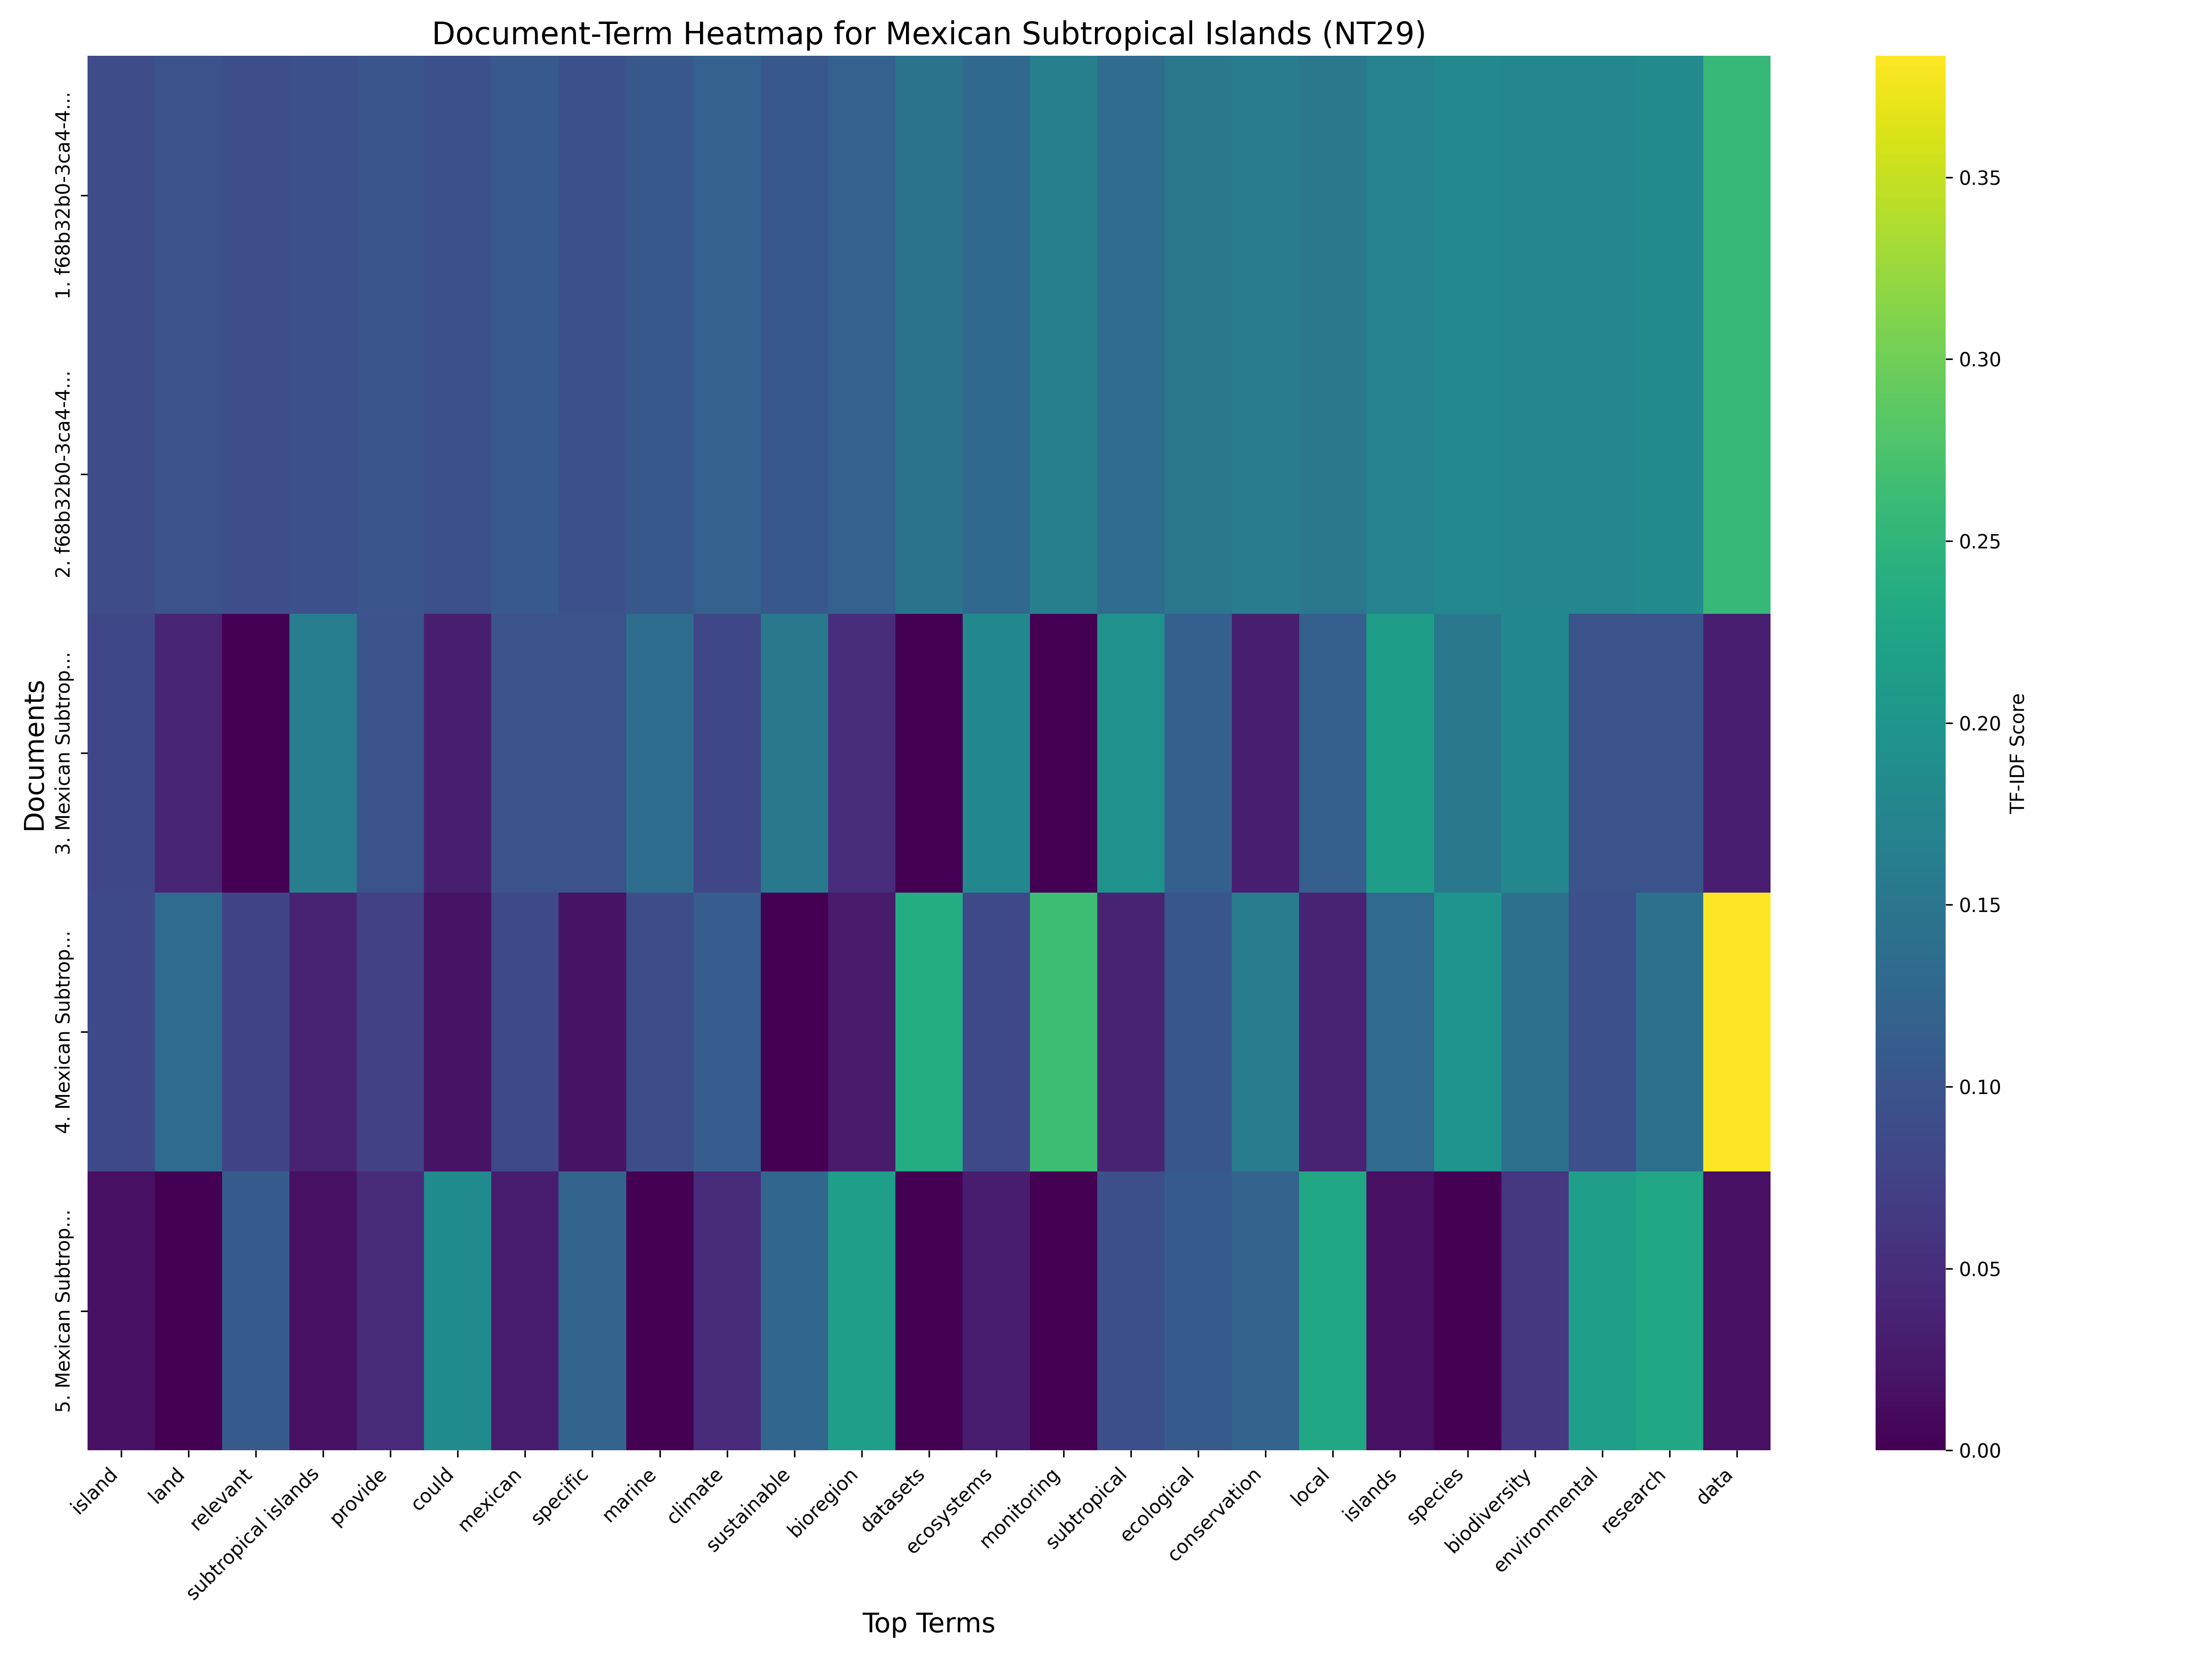 Document-Term Heatmap for Mexican Subtropical Islands (NT29)
Documents
1. f68b32b0-3ca4-4...
2. f68b32b0-3ca4-4...
3. Mexican Subtrop...
4. Mexican Subtrop...
5. Mexican Subtrop...
island
land
relevant
subtropical islands
provide
could
mexican
specific
marine
climate
sustainable
bioregion
datasets
ecosystems
monitoring
subtropical
ecological
conservation
local
islands
species
biodiversity
environmental
research
data
Top Terms
0.35
0.30
0.25
0.20
0.15
0.10
0.05
0.00
TF-IDF Score